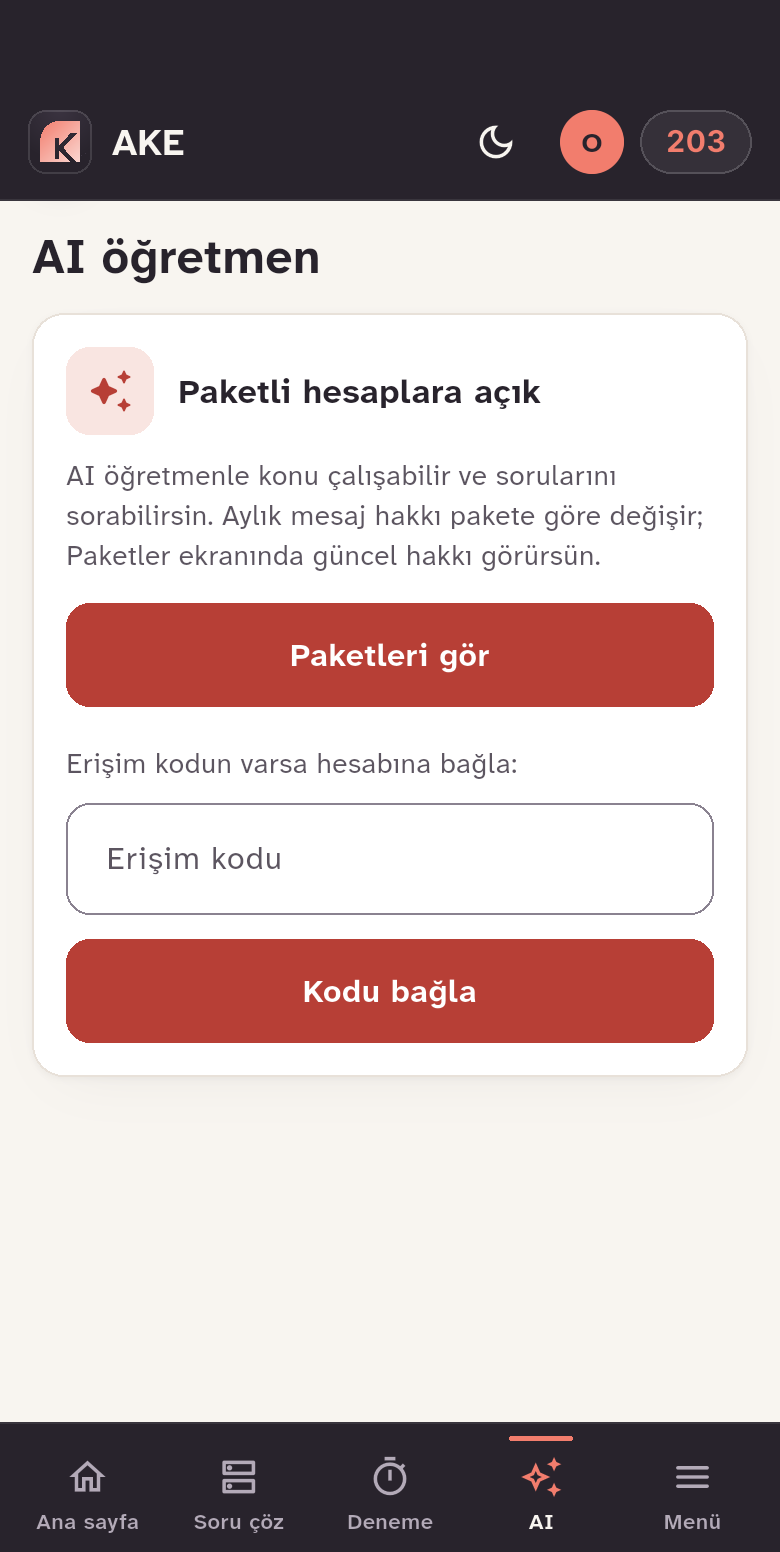 AKE
O
203
AI öğretmen
Paketli hesaplara açık
AI öğretmenle konu çalışabilir ve sorularını
sorabilirsin. Aylık mesaj hakkı pakete göre değişir;
Paketler ekranında güncel hakkı görürsün.
Paketleri gör
Erişim kodun varsa hesabına bağla:
Erişim kodu
Kodu bağla
Ana sayfa
Soru çöz
Deneme
AI
Menü